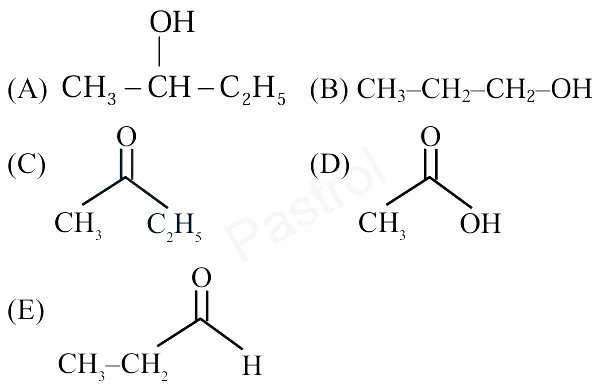 OH
(A) CH₃ – CH – C₂H₅ (B) CH₃–CH₂–CH₂–OH
(C) O (D) O
CH₃ C₂H₅ CH₃ OH
Pastrol
(E) O
CH₃–CH₂ H